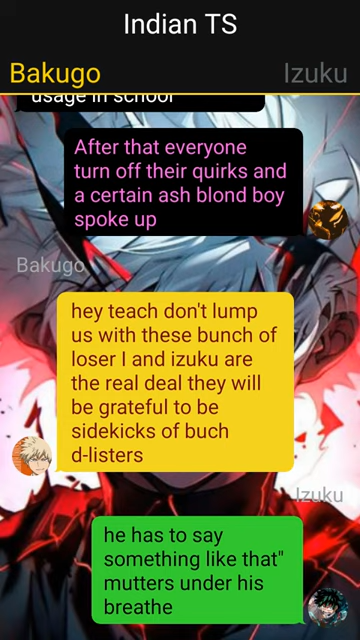 Indian TS
Bakugo
Izuku
usage in school
After that everyone
turn off their quirks and
a certain ash blond boy
spoke up
Bakugo
hey teach don't lump
us with these bunch of
loser I and izuku are
the real deal they will
be grateful to be
sidekicks of buch
d-listers
Izuku
he has to say
something like that"
mutters under his
breathe